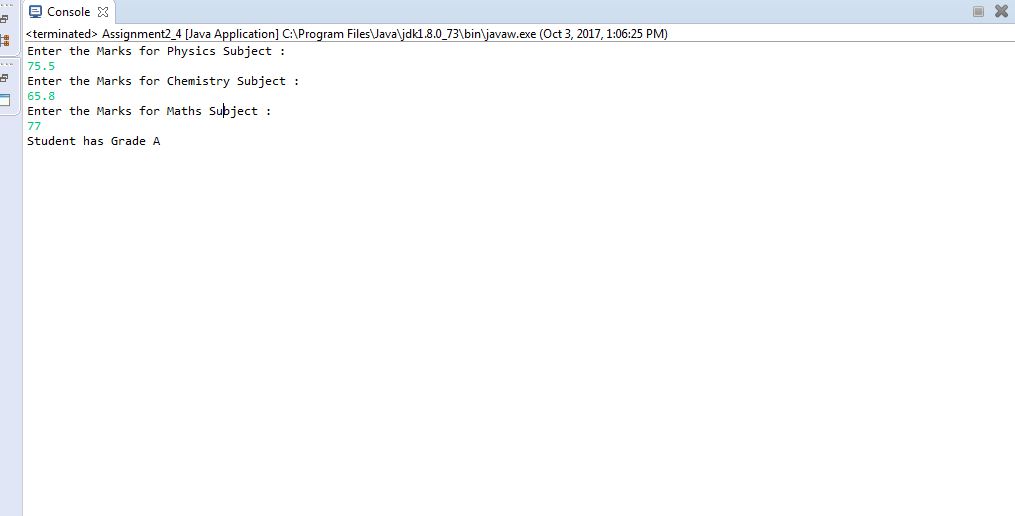 Console
<terminated> Assignment2_4 [Java Application] C:\Program Files\Java\jdk1.8.0_73\bin\javaw.exe (Oct 3, 2017, 1:06:25 PM)
Enter the Marks for Physics Subject :
75.5
Enter the Marks for Chemistry Subject :
65.8
Enter the Marks for Maths Subject :
77
Student has Grade A